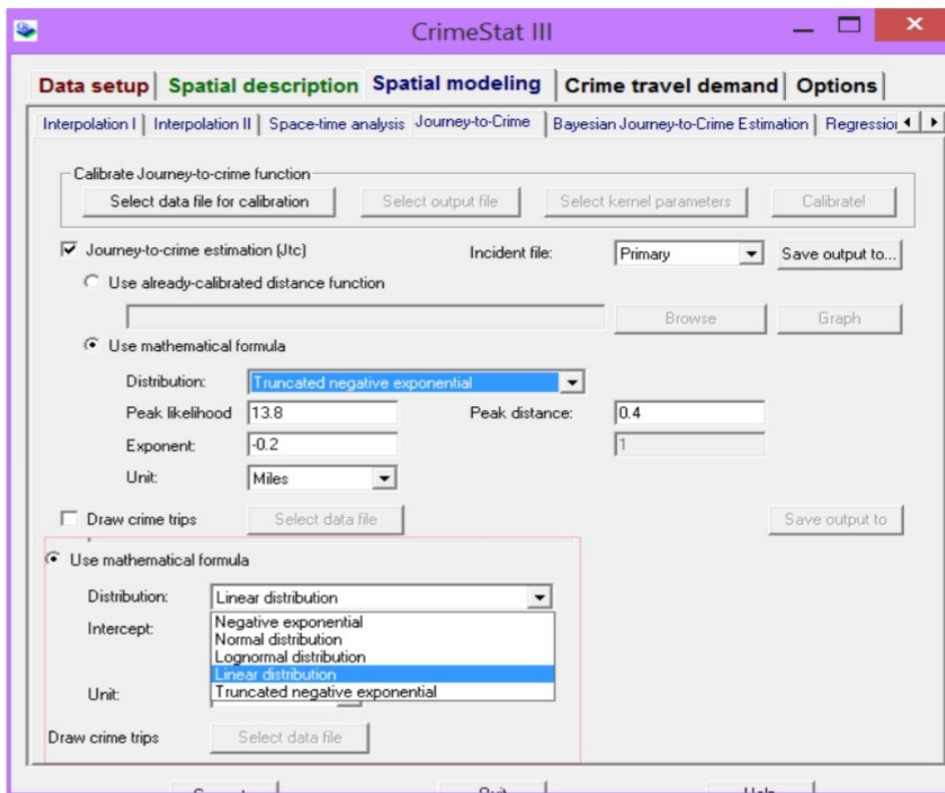 CrimeStat III
Data setup Spatial description Spatial modeling Crime travel demand Options
Interpolation I Interpolation II Space-time analysis Journey-to-Crime Bayesian Journey-to-Crime Estimation
Calibrate Journey-to-crime function
Select data file for calibration Select output file Select kernel parameters Calibrate!
Journey-to-crime estimation (Jtc) Incident file: Primary Save output to...
Use already-calibrated distance function
Browse Graph
Use mathematical formula
Distribution: Truncated negative exponential
Peak likelihood 13.8 Peak distance: 0.4
Exponent: -0.2 1
Unit: Miles
Draw crime trips Select data file Save output to
Use mathematical formula
Distribution: Linear distribution
Intercept: Negative exponential
Normal distribution
Lognormal distribution
Linear distribution
Unit: Truncated negative exponential
Draw crime trips Select data file